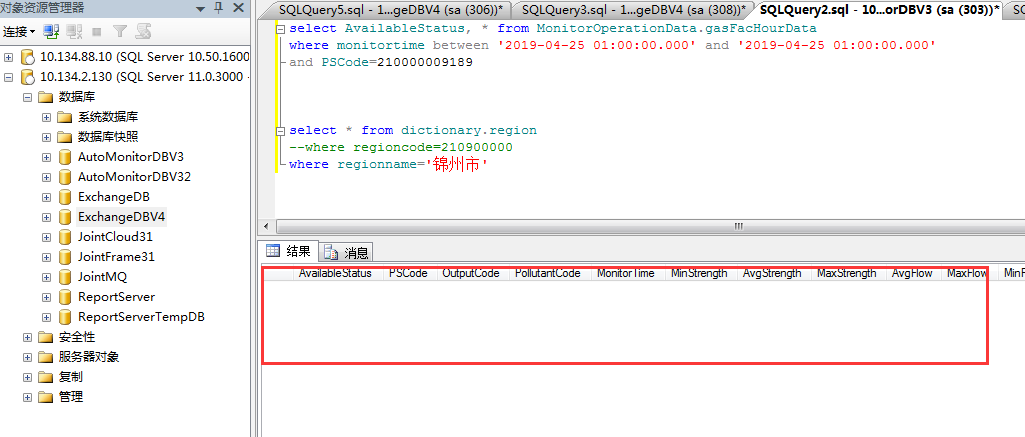 对象资源管理器
连接
10.134.88.10 (SQL Server 10.50.1600
10.134.2.130 (SQL Server 11.0.3000 -
数据库
系统数据库
数据库快照
AutoMonitorDBV3
AutoMonitorDBV32
ExchangeDB
ExchangeDBV4
JointCloud31
JointFrame31
JointMQ
ReportServer
ReportServerTempDB
安全性
服务器对象
复制
管理
SQLQuery5.sql - 1...geDBV4 (sa (306))*
SQLQuery3.sql - 1...geDBV4 (sa (308))*
SQLQuery2.sql - 10...orDBV3 (sa (303))*
SC
select AvailableStatus, * from MonitorOperationData.gasFacHourData
where monitortime between '2019-04-25 01:00:00.000' and '2019-04-25 01:00:00.000'
and PSCode=210000009189
select * from dictionary.region
--where regioncode=210900000
where regionname='锦州市'
结果 消息
AvailableStatus PSCode OutputCode PollutantCode MonitorTime MinStrength AvgStrength MaxStrength AvgFlow MaxFlow MinF